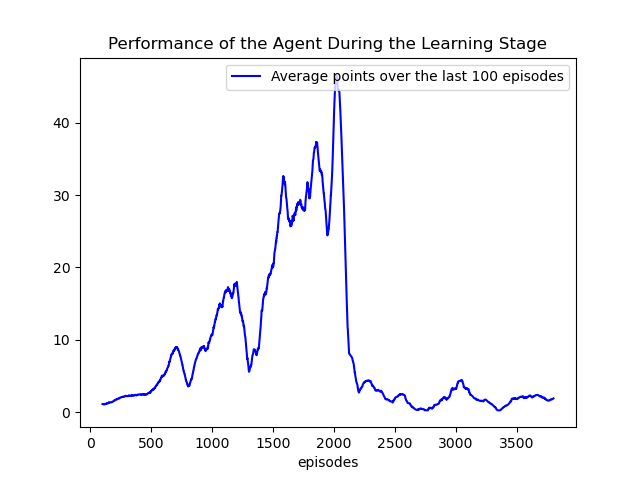 Performance of the Agent During the Learning Stage
Average points over the last 100 episodes
40
30
20
10
0
0 500 1000 1500 2000 2500 3000 3500
episodes